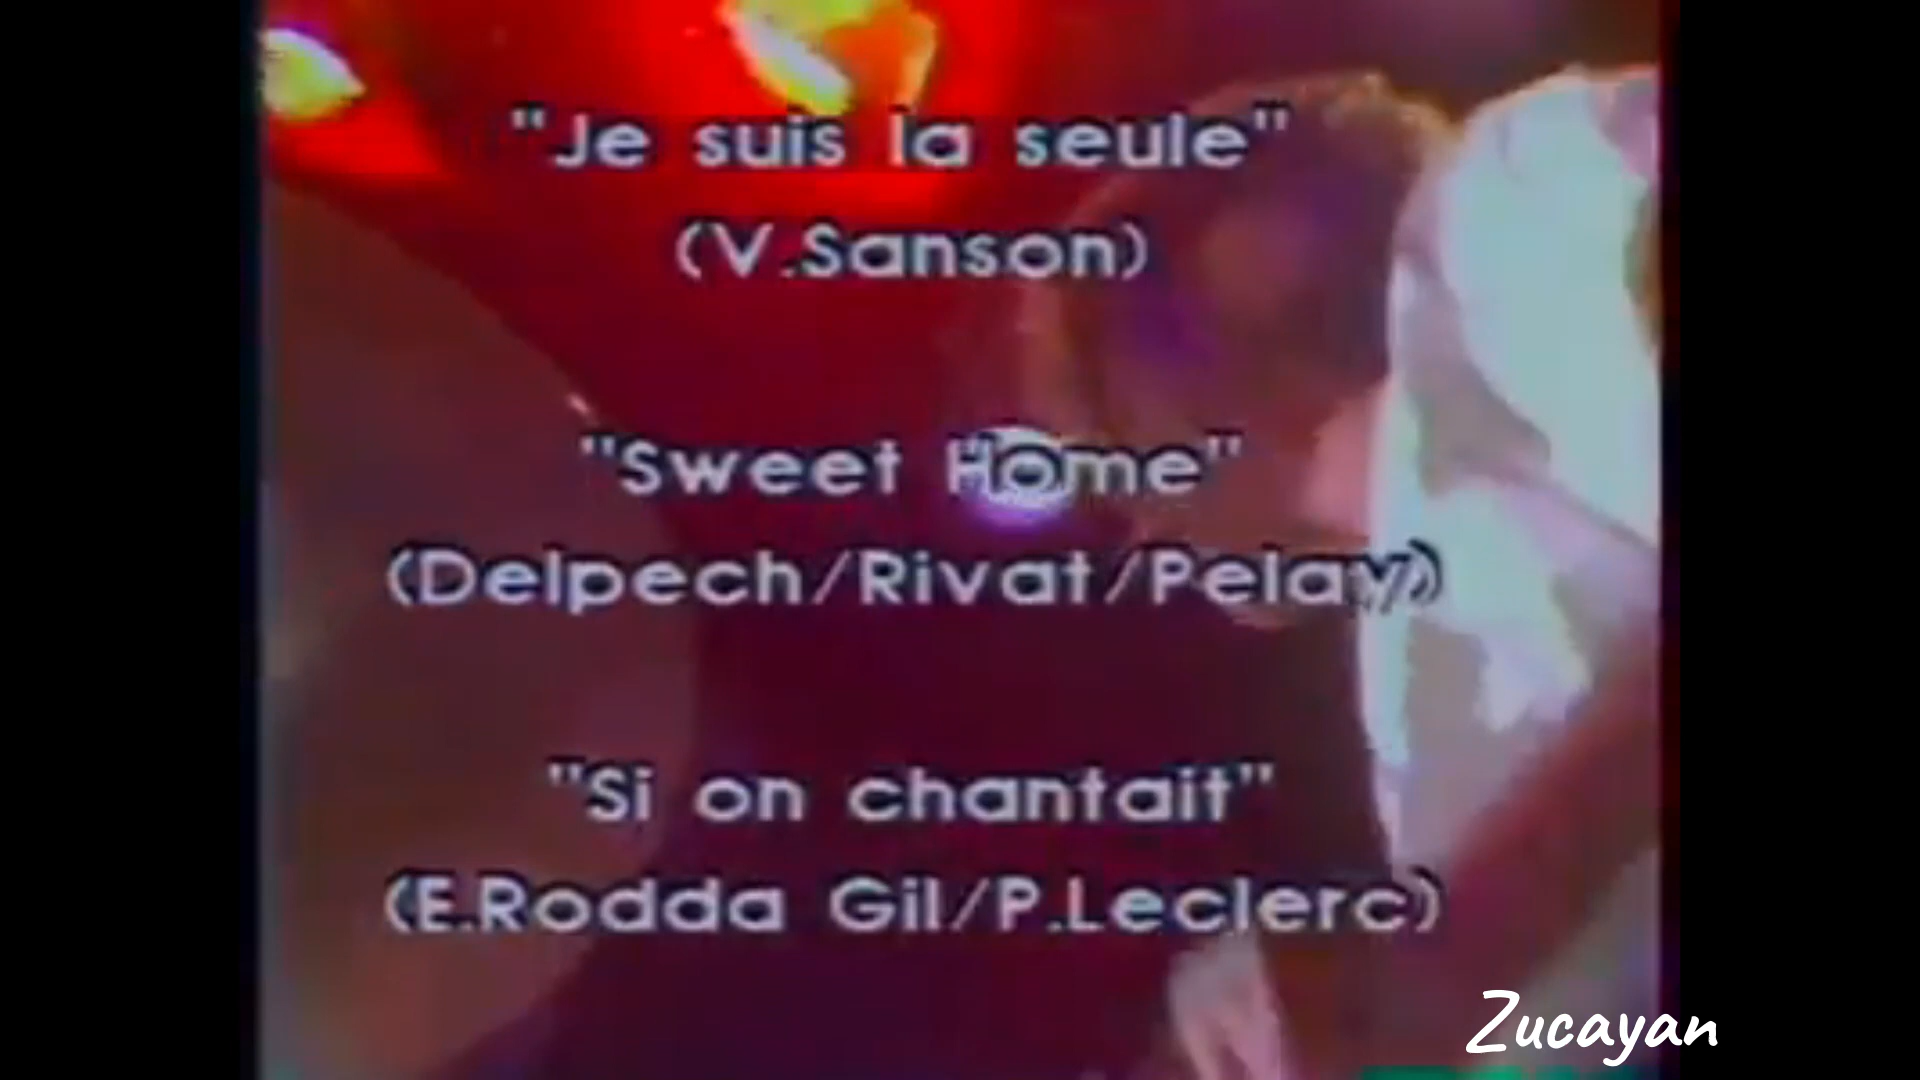 "Je suis la seule"
(V.Sanson)
"Sweet Home"
(Delpech/Rivat/Pelay)
"Si on chantait"
(E.Rodda Gil/P.Leclerc)
Zucayan